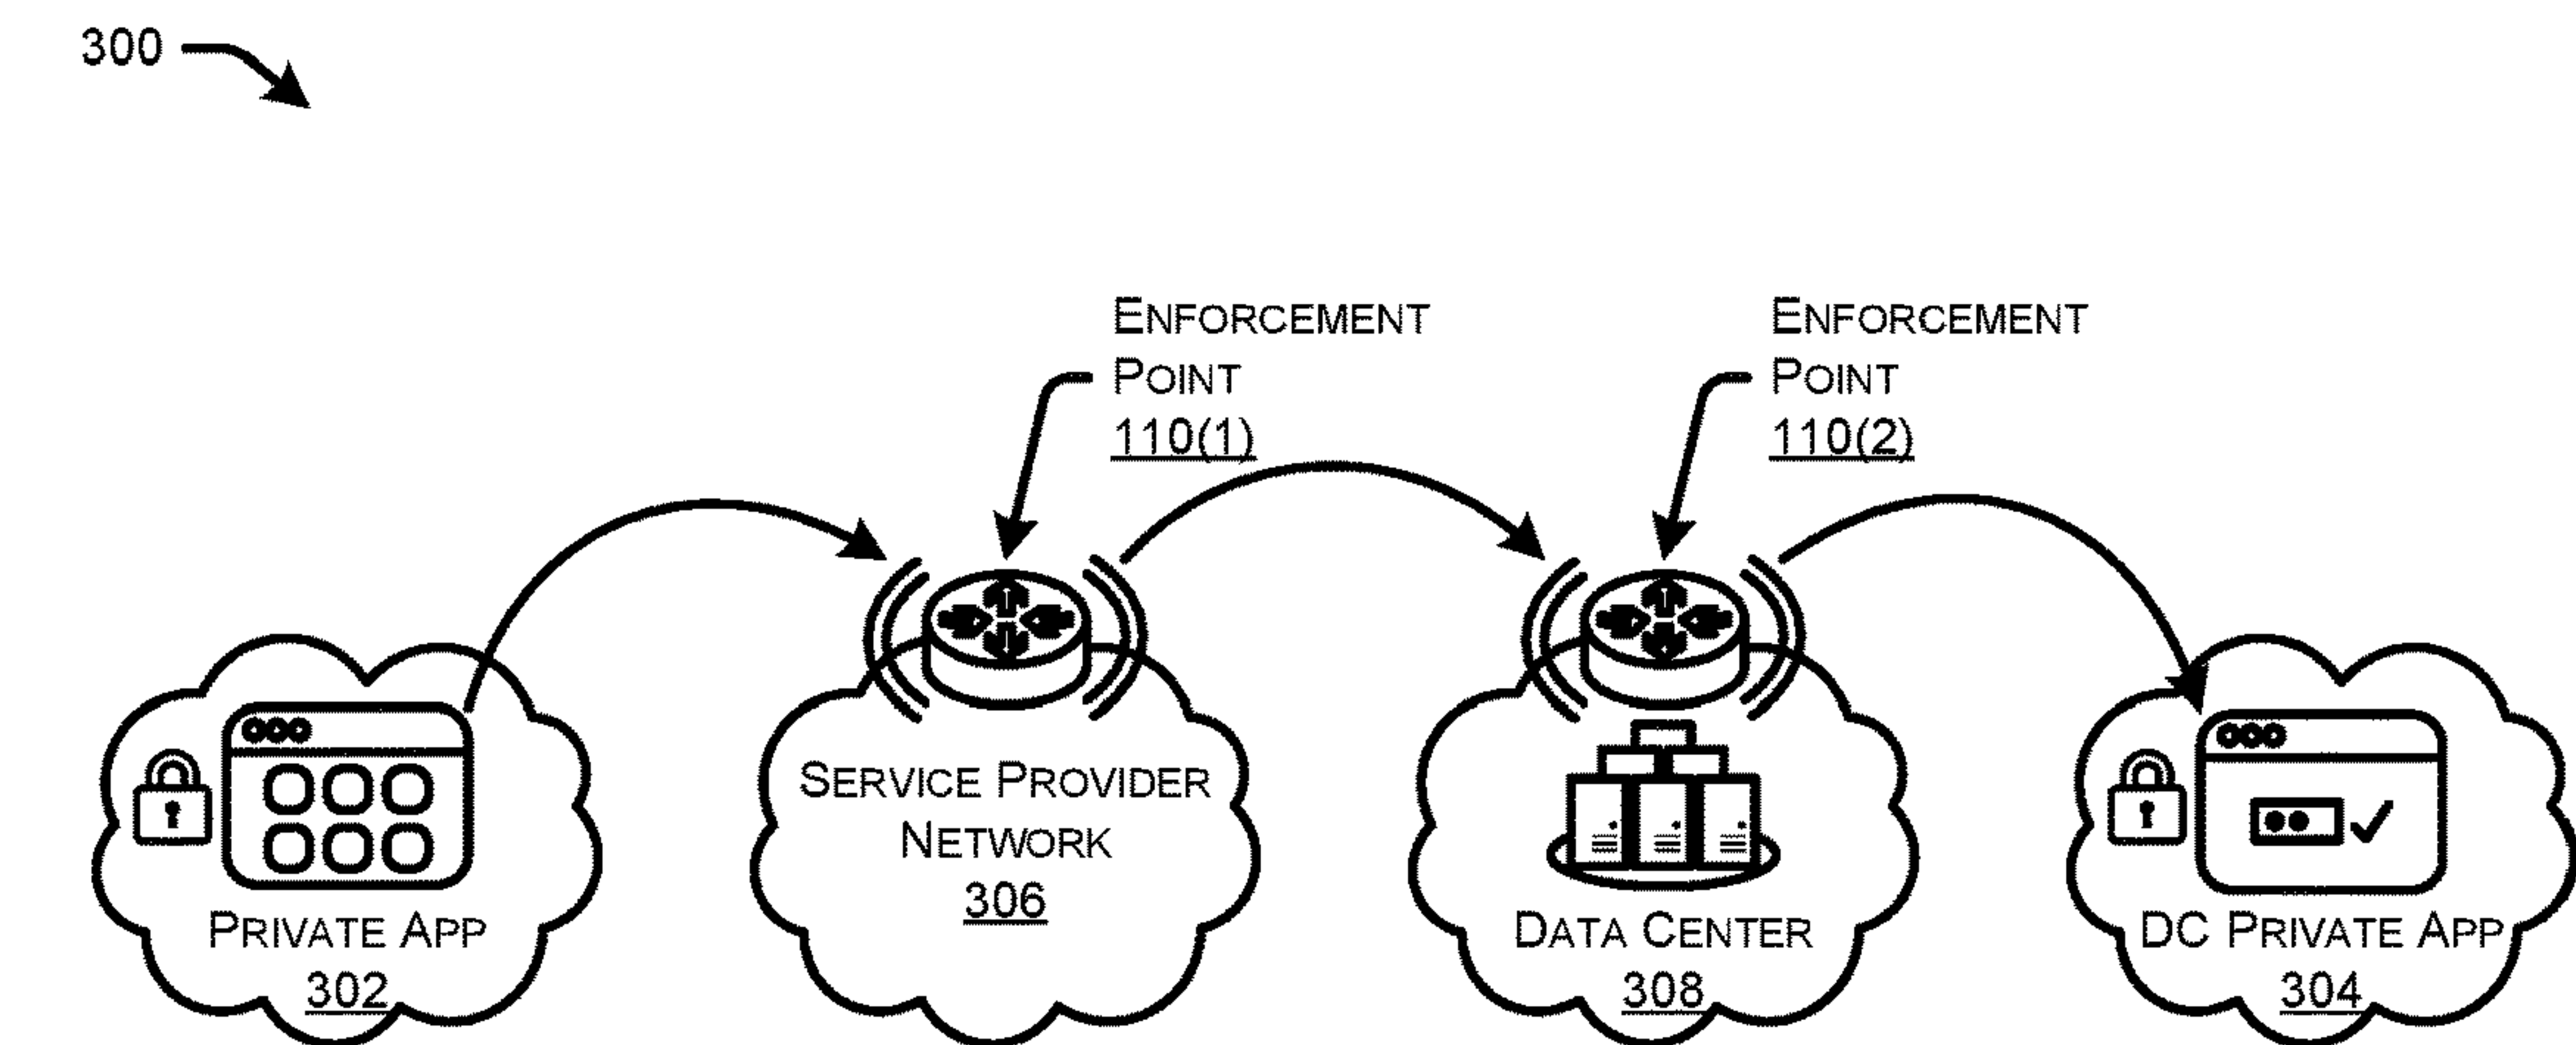 300
ENFORCEMENT
POINT
110(1)
ENFORCEMENT
POINT
110(2)
PRIVATE APP
302
SERVICE PROVIDER
NETWORK
306
DATA CENTER
308
DC PRIVATE APP
304